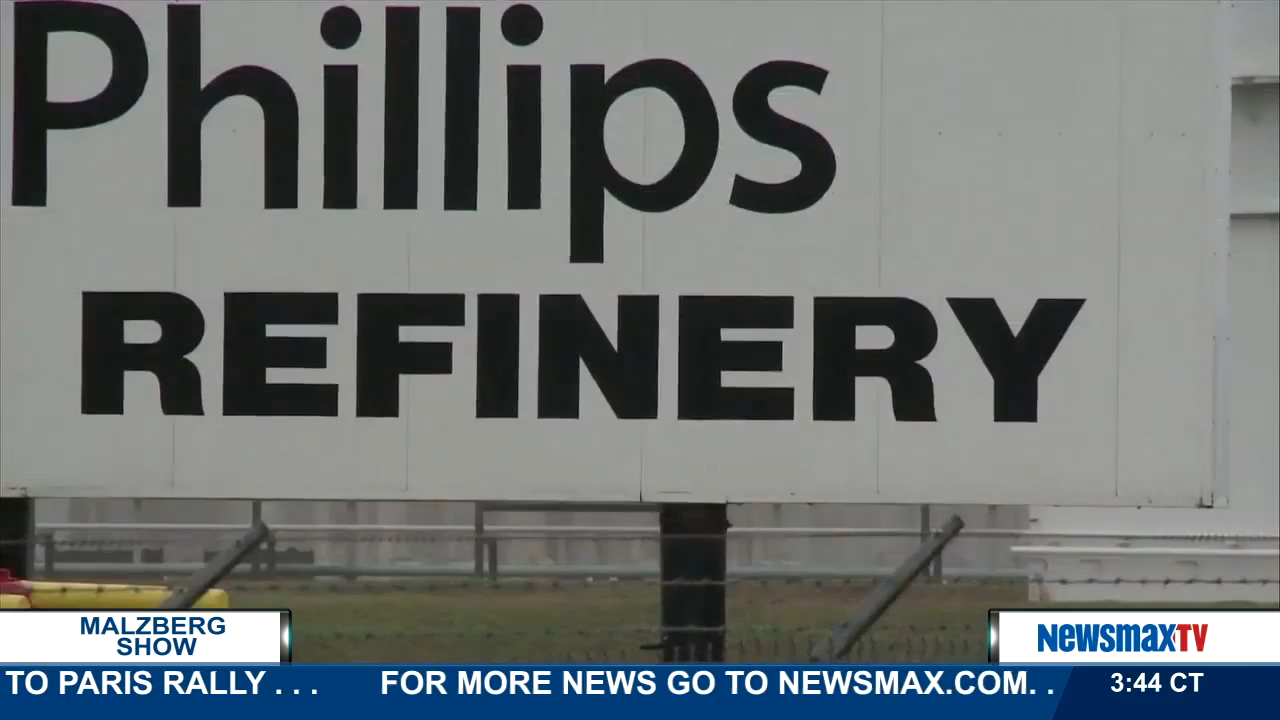 Phillips
REFINERY
MALZBERG
SHOW
NEWSMAXTV
TO PARIS RALLY . . . FOR MORE NEWS GO TO NEWSMAX.COM. .
3:44 CT